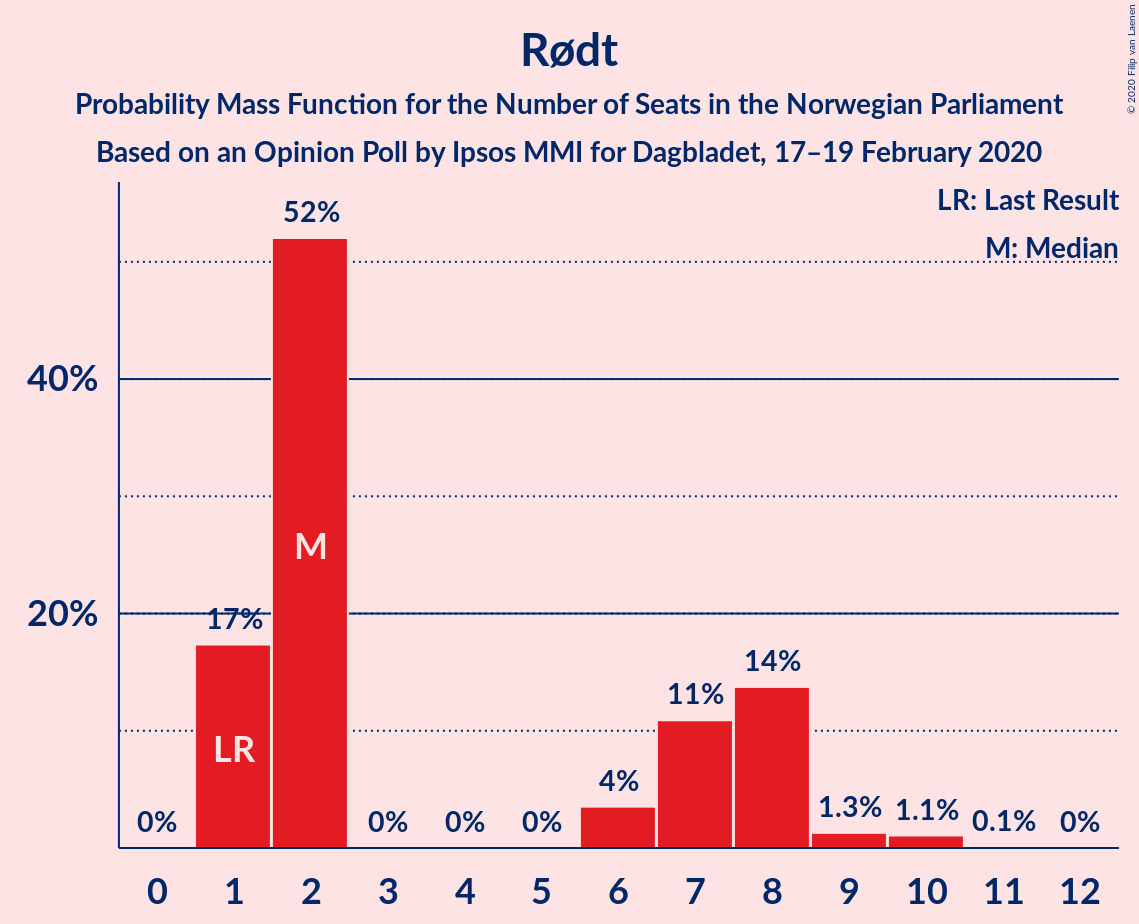 Rødt
Probability Mass Function for the Number of Seats in the Norwegian Parliament
Based on an Opinion Poll by Ipsos MMI for Dagbladet, 17–19 February 2020
© 2020 Filip van Laenen
LR: Last Result
M: Median
40%
20%
0%
17%
52%
0%
0%
0%
4%
11%
14%
1.3%
1.1%
0.1%
0%
LR
M
0 1 2 3 4 5 6 7 8 9 10 11 12